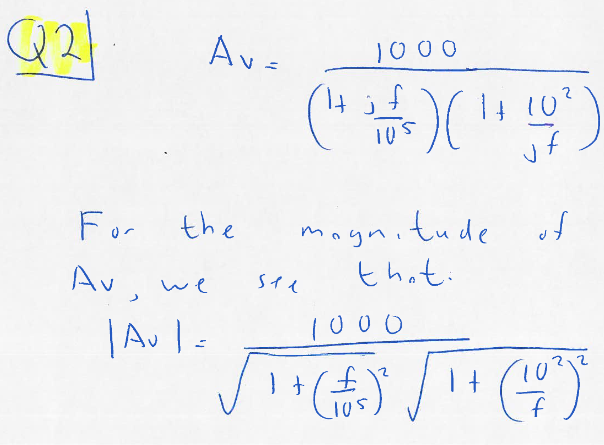 Q2
Av = 1000 / (1 + j f/10^5)(1 + 10^2/jf)
For the magnitude of
Av, we see that:
|Av| = 1000 / √(1 + (f/10^5)^2) √(1 + (10^2/f)^2)